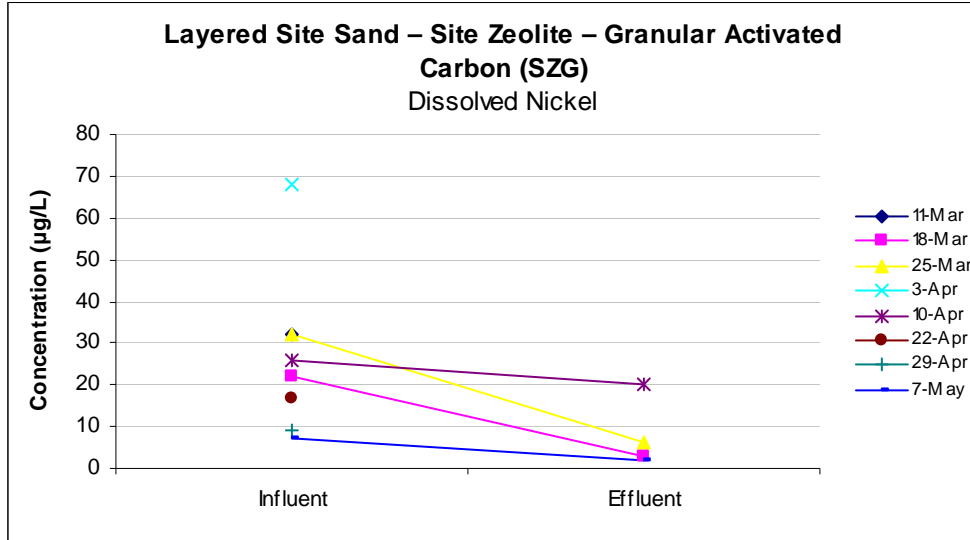 Layered Site Sand – Site Zeolite – Granular Activated
Carbon (SZG)
Dissolved Nickel
Concentration (µg/L)
80
70
60
50
40
30
20
10
0
Influent
Effluent
11-Mar
18-Mar
25-Mar
3-Apr
10-Apr
22-Apr
29-Apr
7-May